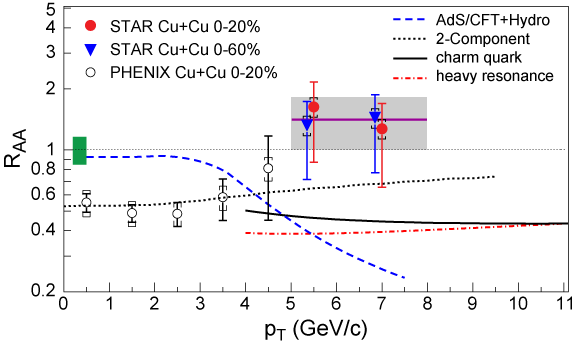 STAR Cu+Cu 0-20%
STAR Cu+Cu 0-60%
PHENIX Cu+Cu 0-20%
AdS/CFT+Hydro
2-Component
charm quark
heavy resonance
5
4
3
2
1
0.8
0.6
0.4
0.2
R_AA
0 1 2 3 4 5 6 7 8 9 10 11
p_T (GeV/c)